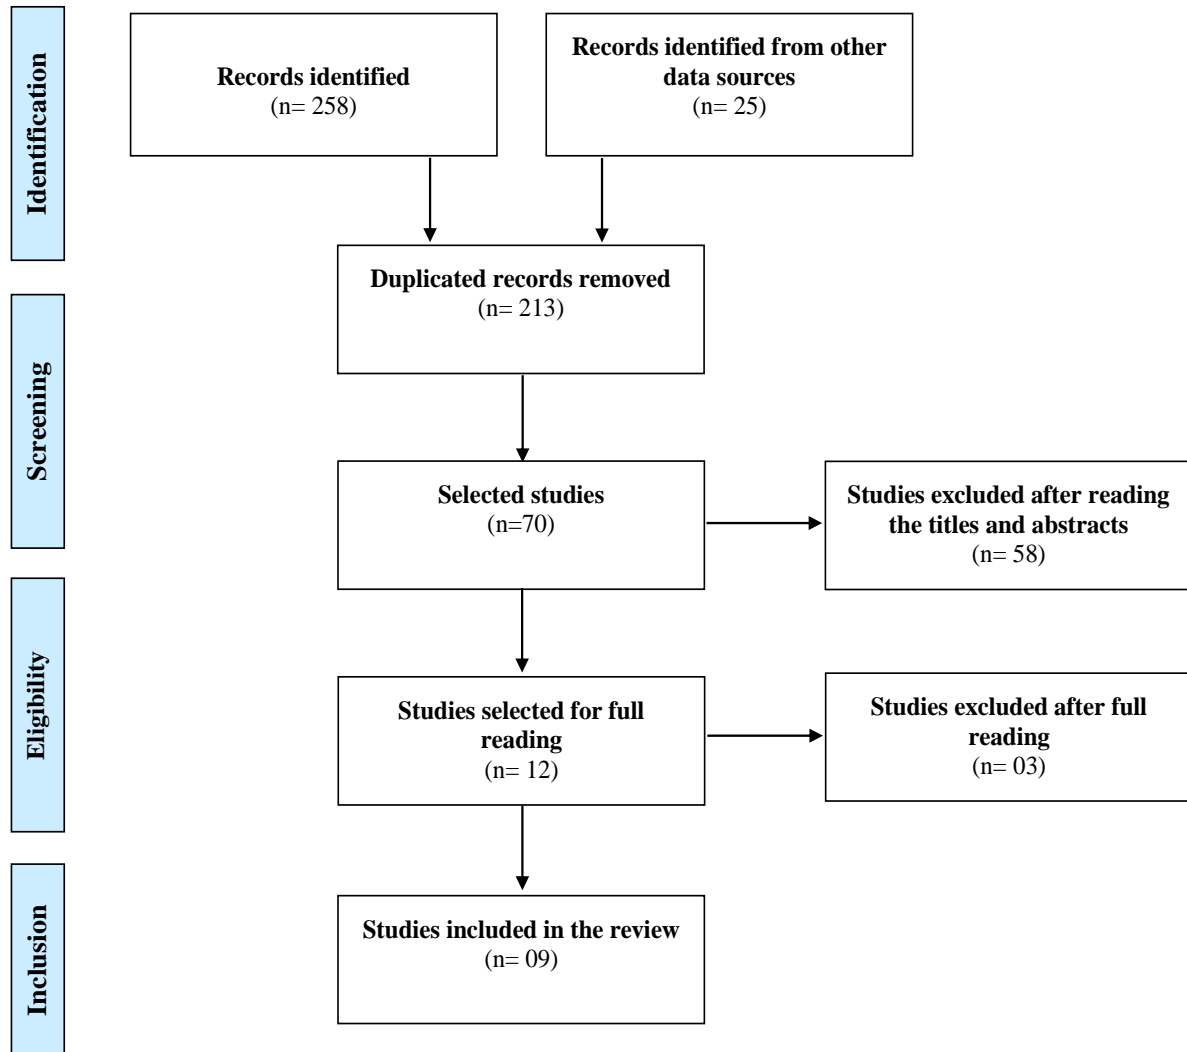 Identification
Records identified
(n= 258)
Records identified from other
data sources
(n= 25)
Duplicated records removed
(n= 213)
Screening
Selected studies
(n=70)
Studies excluded after reading
the titles and abstracts
(n= 58)
Eligibility
Studies selected for full
reading
(n= 12)
Studies excluded after full
reading
(n= 03)
Inclusion
Studies included in the review
(n= 09)